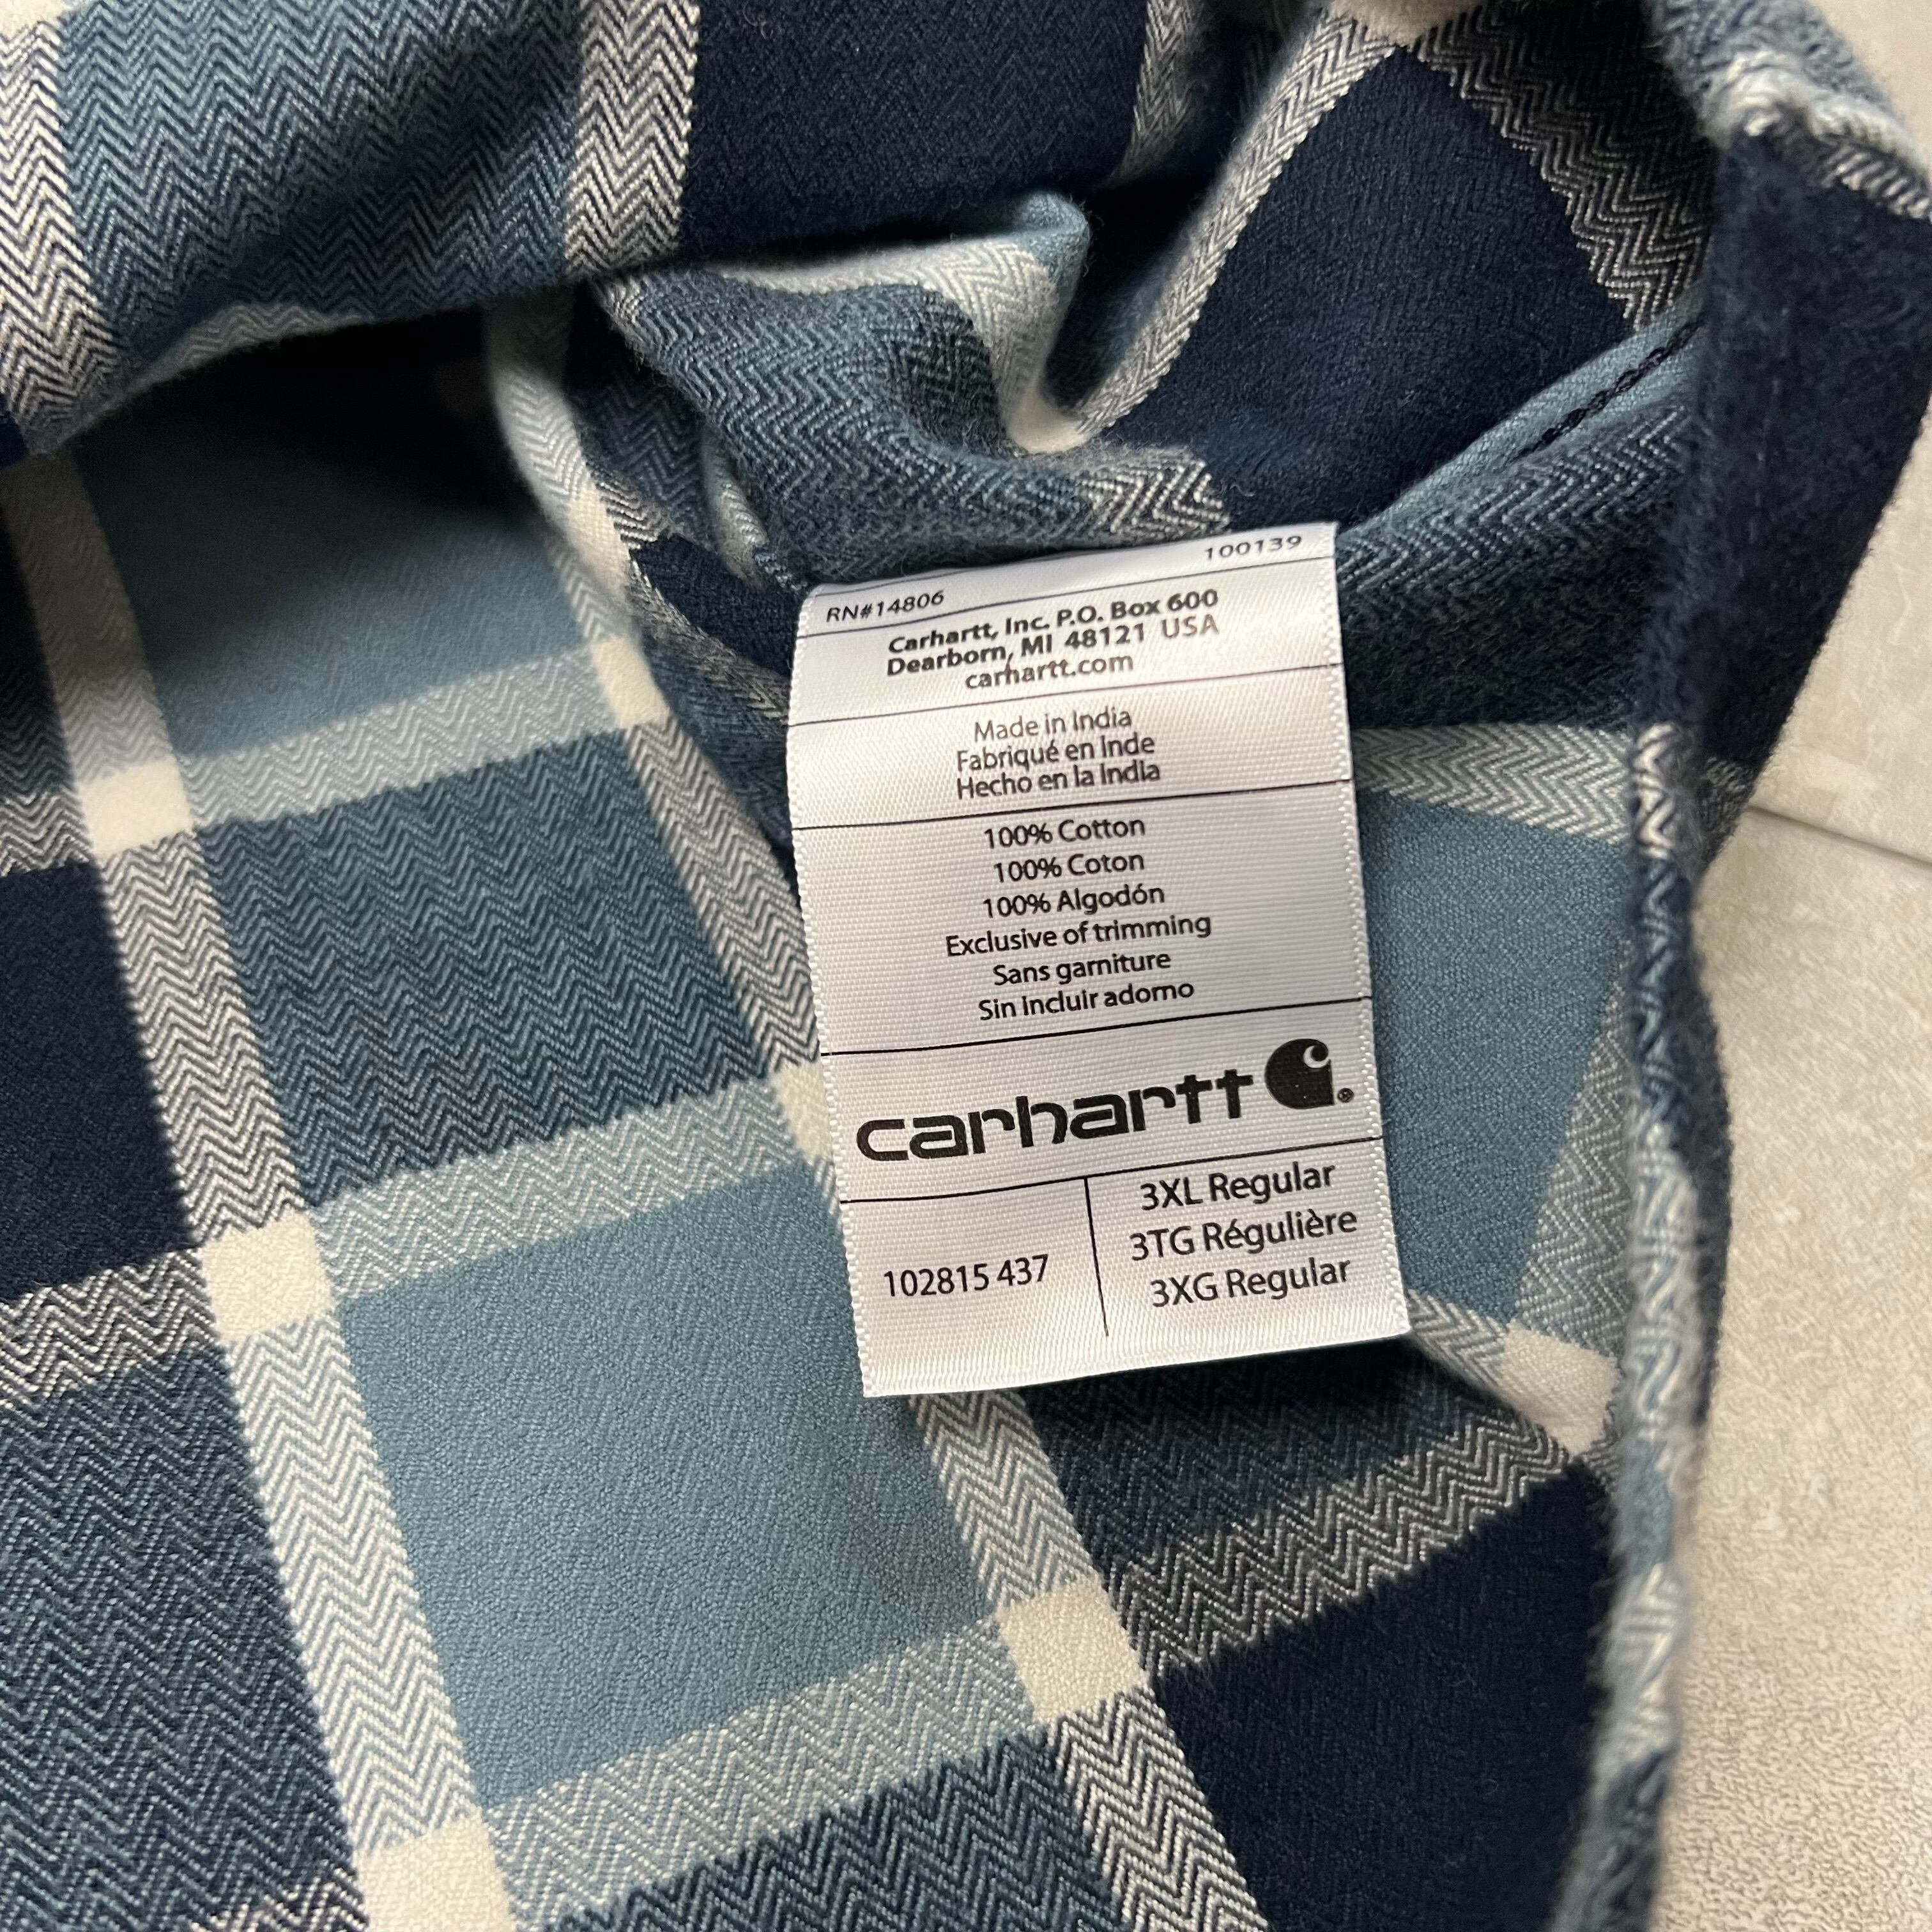 100139
RN#14806
Carhartt, Inc. P.O. Box 600
Dearborn, MI 48121 USA
carhartt.com
Made in India
Fabriqué en Inde
Hecho en la India
100% Cotton
100% Coton
100% Algodón
Exclusive of trimming
Sans garniture
Sin incluir adorno
carhartt®
102815 437
3XL Regular
3TG Régulière
3XG Regular